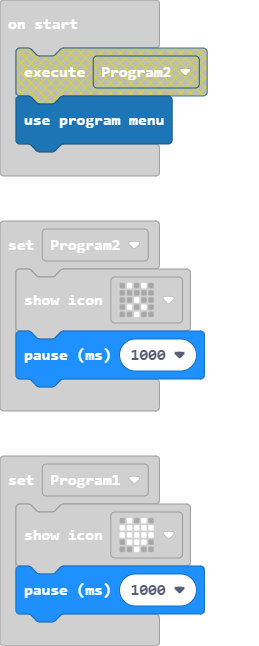 on start
execute Program2
use program menu
set Program2
show icon
pause (ms) 1000
set Program1
show icon
pause (ms) 1000